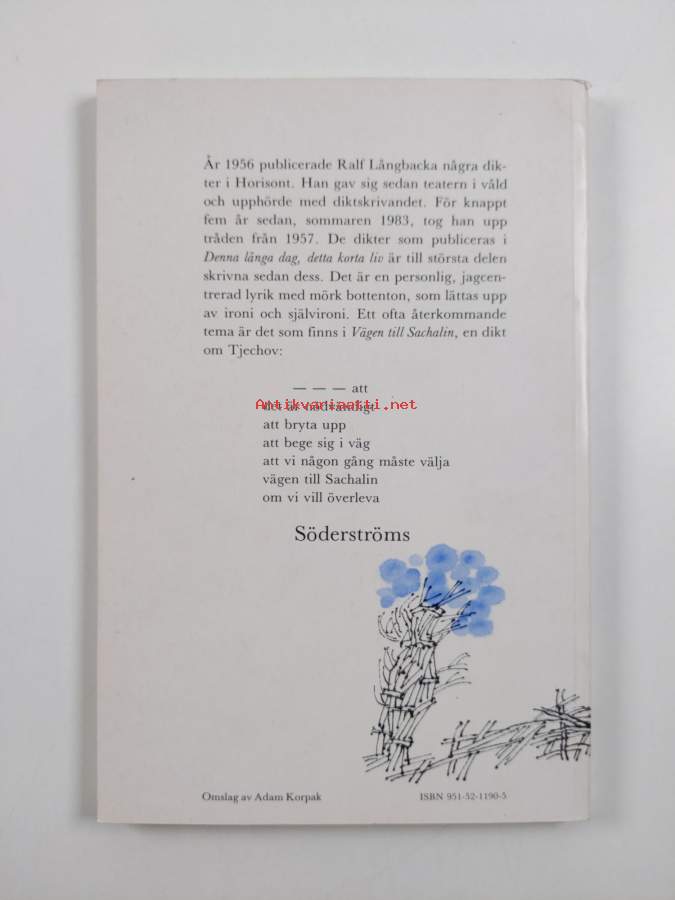 År 1956 publicerade Ralf Långbacka några dik-
ter i Horisont. Han gav sig sedan teatern i våld
och upphörde med diktskrivandet. För knappt
fem år sedan, sommaren 1983, tog han upp
tråden från 1957. De dikter som publiceras i
Denna långa dag, detta korta liv är till största delen
skrivna sedan dess. Det är en personlig, jagcen-
trerad lyrik med mörk bottenton, som lättas upp
av ironi och självironi. Ett ofta återkommande
tema är det som finns i Vägen till Sachalin, en dikt
om Tjechov:
— — — att
Antikvariaatti.net
det är nödvändigt
att bryta upp
att bege sig i väg
att vi någon gång måste välja
vägen till Sachalin
om vi vill överleva
Söderströms
Omslag av Adam Korpak
ISBN 951-52-1190-5